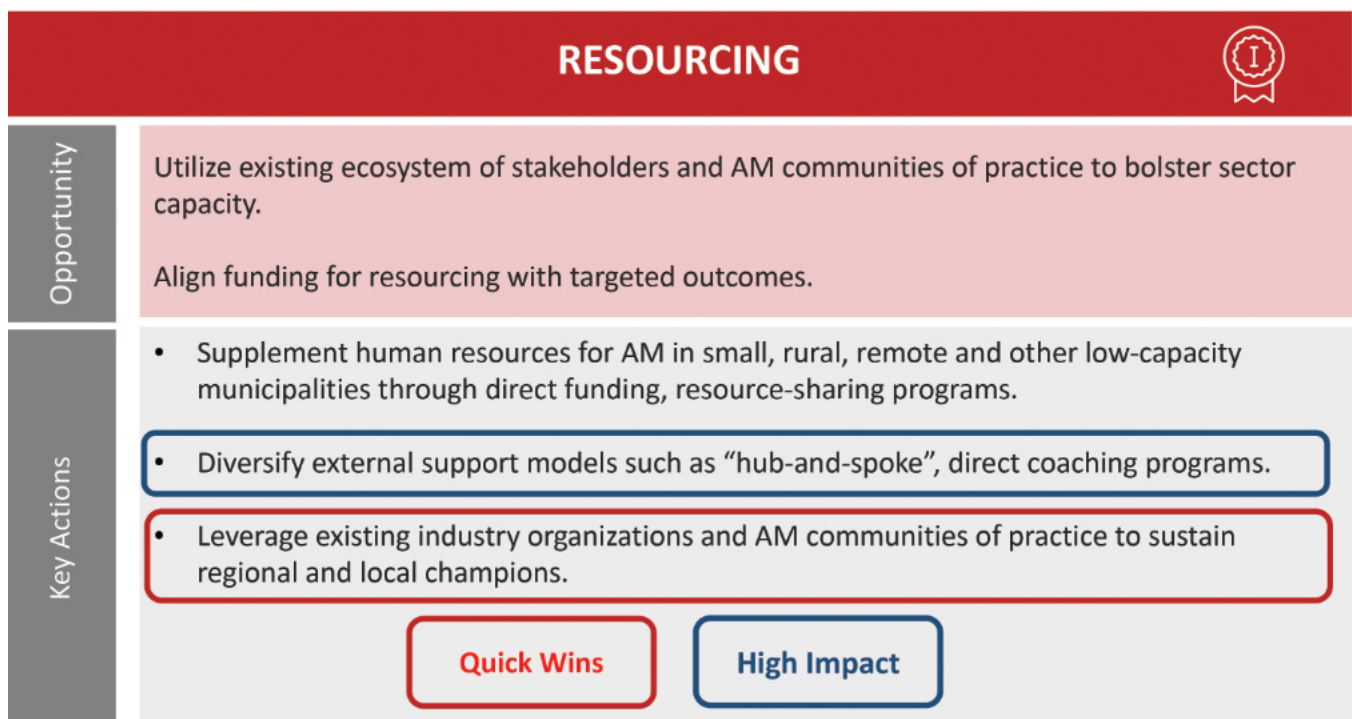 RESOURCING
I
Opportunity
Utilize existing ecosystem of stakeholders and AM communities of practice to bolster sector
capacity.
Align funding for resourcing with targeted outcomes.
Key Actions
• Supplement human resources for AM in small, rural, remote and other low-capacity
municipalities through direct funding, resource-sharing programs.
• Diversify external support models such as “hub-and-spoke”, direct coaching programs.
• Leverage existing industry organizations and AM communities of practice to sustain
regional and local champions.
Quick Wins
High Impact